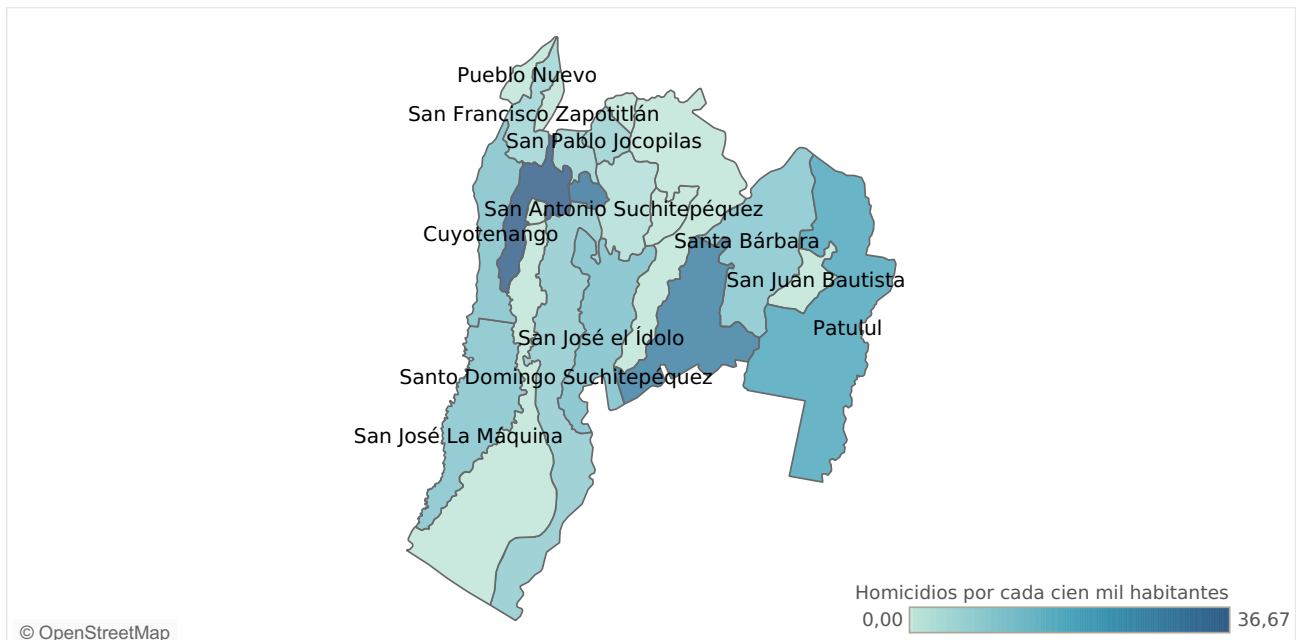 Pueblo Nuevo
San Francisco Zapotitlán
San Pablo Jocopilas
San Antonio Suchitepéquez
Cuyotenango
Santa Bárbara
San Juan Bautista
Patulul
San José el Ídolo
Santo Domingo Suchitepéquez
San José La Máquina
Homicidios por cada cien mil habitantes
0,00 36,67
© OpenStreetMap